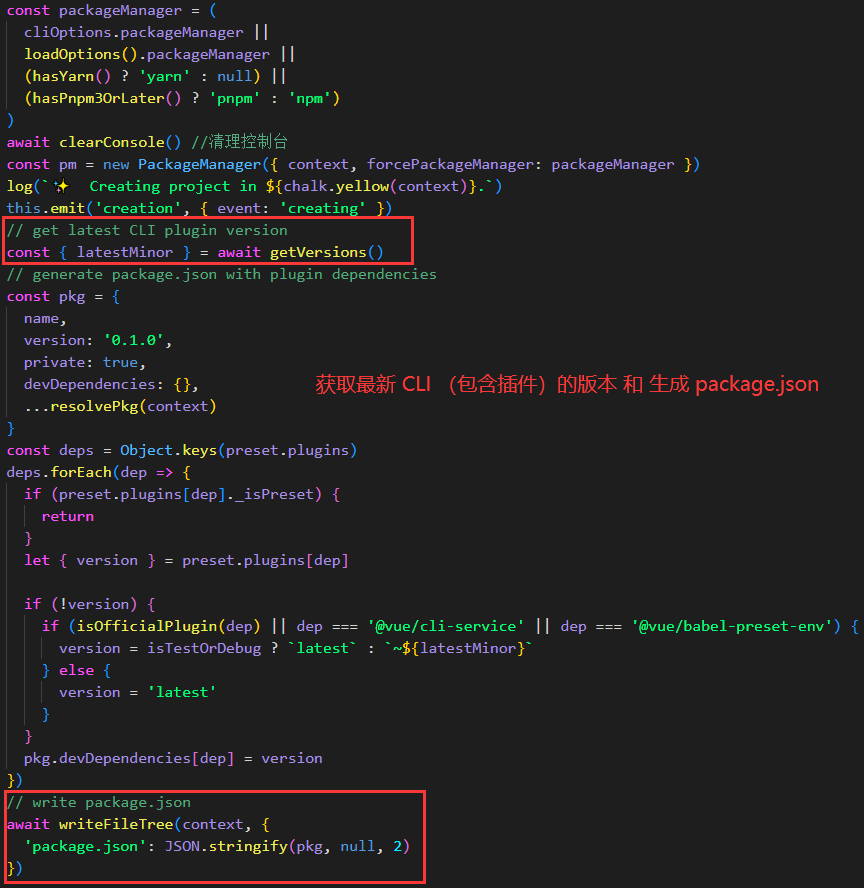 const packageManager = (
  cliOptions.packageManager ||
  loadOptions().packageManager ||
  (hasYarn() ? 'yarn' : null) ||
  (hasPnpm3OrLater() ? 'pnpm' : 'npm')
)
await clearConsole() //清理控制台
const pm = new PackageManager({ context, forcePackageManager: packageManager })
log(`✨  Creating project in ${chalk.yellow(context)}.`)
this.emit('creation', { event: 'creating' })
// get latest CLI plugin version
const { latestMinor } = await getVersions()
// generate package.json with plugin dependencies
const pkg = {
  name,
  version: '0.1.0',
  private: true,
  devDependencies: {},
获取最新 CLI （包含插件）的版本 和 生成 package.json
  ...resolvePkg(context)
}
const deps = Object.keys(preset.plugins)
deps.forEach(dep => {
  if (preset.plugins[dep]._isPreset) {
    return
  }
  let { version } = preset.plugins[dep]
  if (!version) {
    if (isOfficialPlugin(dep) || dep === '@vue/cli-service' || dep === '@vue/babel-preset-env') {
      version = isTestOrDebug ? `latest` : `~${latestMinor}`
    } else {
      version = 'latest'
    }
  }
  pkg.devDependencies[dep] = version
})
// write package.json
await writeFileTree(context, {
  'package.json': JSON.stringify(pkg, null, 2)
})